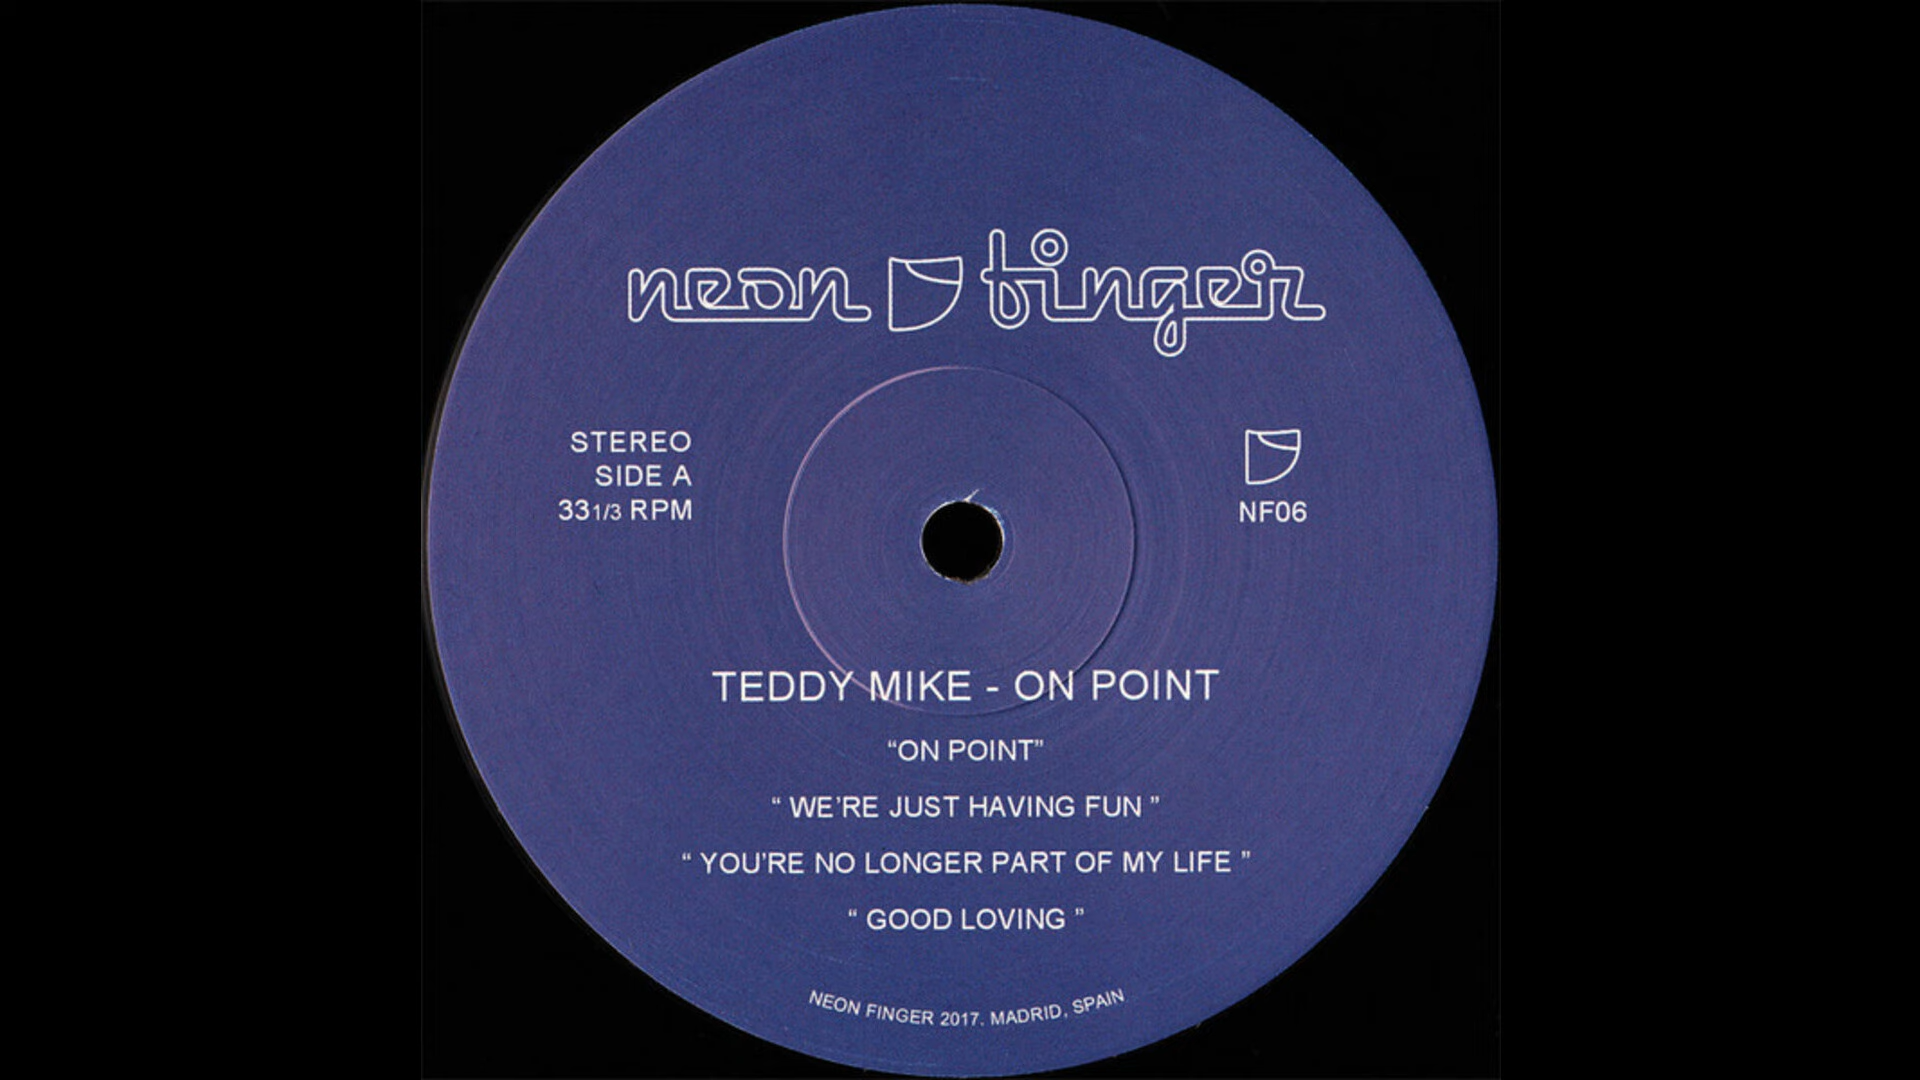 neon finger
STEREO
SIDE A
33 1/3 RPM
NF06
TEDDY MIKE - ON POINT
“ON POINT”
“ WE’RE JUST HAVING FUN ”
“ YOU’RE NO LONGER PART OF MY LIFE ”
“ GOOD LOVING ”
NEON FINGER 2017. MADRID, SPAIN